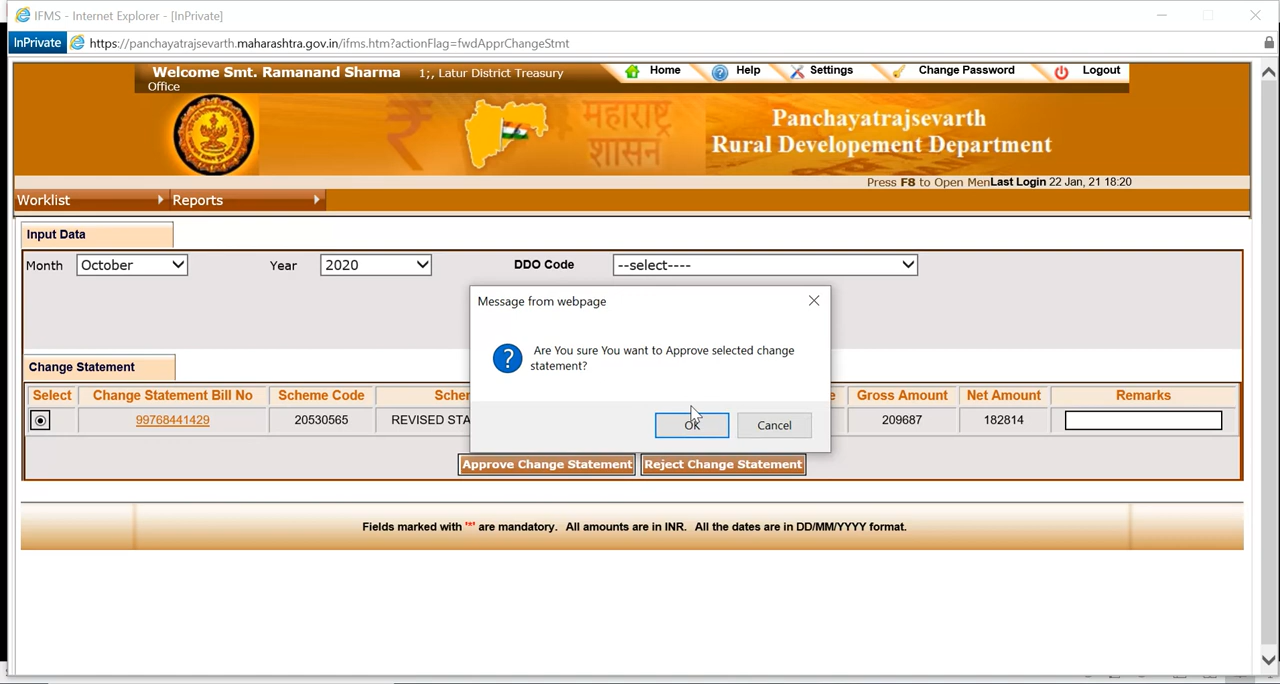 IFMS - Internet Explorer - [InPrivate]
InPrivate https://panchayatrajsevarth.maharashtra.gov.in/ifms.htm?actionFlag=fwdApprChangeStmt
Welcome Smt. Ramanand Sharma 1;, Latur District Treasury Office
Home Help Settings Change Password Logout
महाराष्ट्र
शासन
Panchayatrajsevarth
Rural Developement Department
Press F8 to Open Men Last Login 22 Jan, 21 18:20
Worklist Reports
Input Data
Month October Year 2020 DDO Code --select----
Message from webpage
Are You sure You want to Approve selected change
statement?
OK Cancel
Change Statement
Select Change Statement Bill No Scheme Code Gross Amount Net Amount Remarks
99768441429 20530565 REVISED 209687 182814
Approve Change Statement Reject Change Statement
Fields marked with '*' are mandatory. All amounts are in INR. All the dates are in DD/MM/YYYY format.